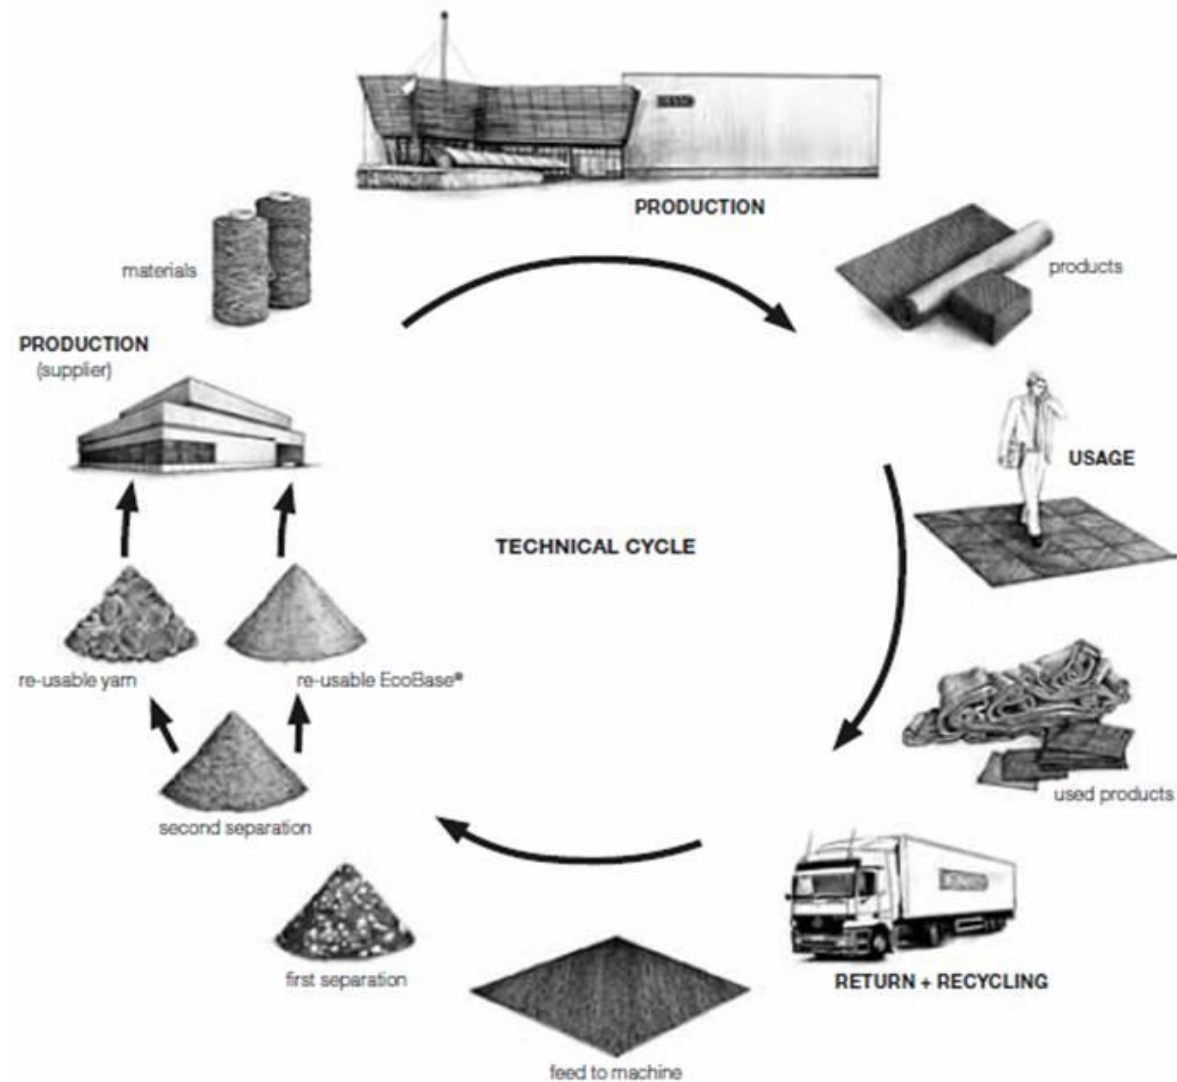 PRODUCTION
materials
products
PRODUCTION
(supplier)
USAGE
TECHNICAL CYCLE
re-usable yarn
re-usable EcoBase®
used products
second separation
first separation
RETURN + RECYCLING
feed to machine